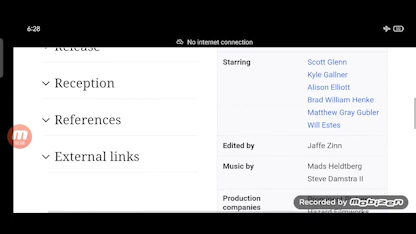 6:28
No internet connection
Release
Reception
References
External links
Starring
Scott Glenn
Kyle Gallner
Alison Elliott
Brad William Henke
Matthew Gray Gubler
Will Estes
Edited by
Jaffe Zinn
Music by
Mads Heldtberg
Steve Damstra II
Production
companies
Recorded by mobizen